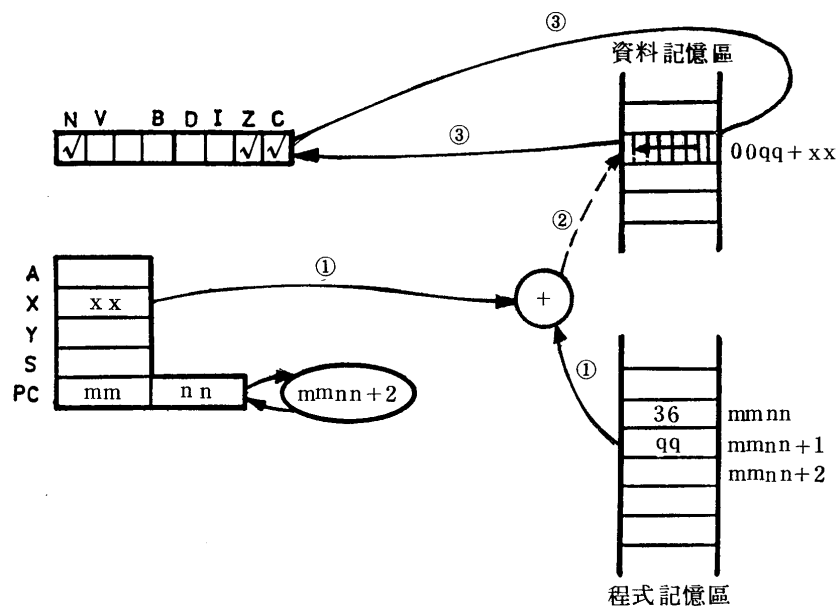 ③
資料記憶區
N V B D I Z C
√ √ √
③
00qq+xx
②
A
①
X xx
+
Y
S
①
PC mm nn mmnn+2
36 mmnn
qq mmnn+1
mmnn+2
程式記憶區